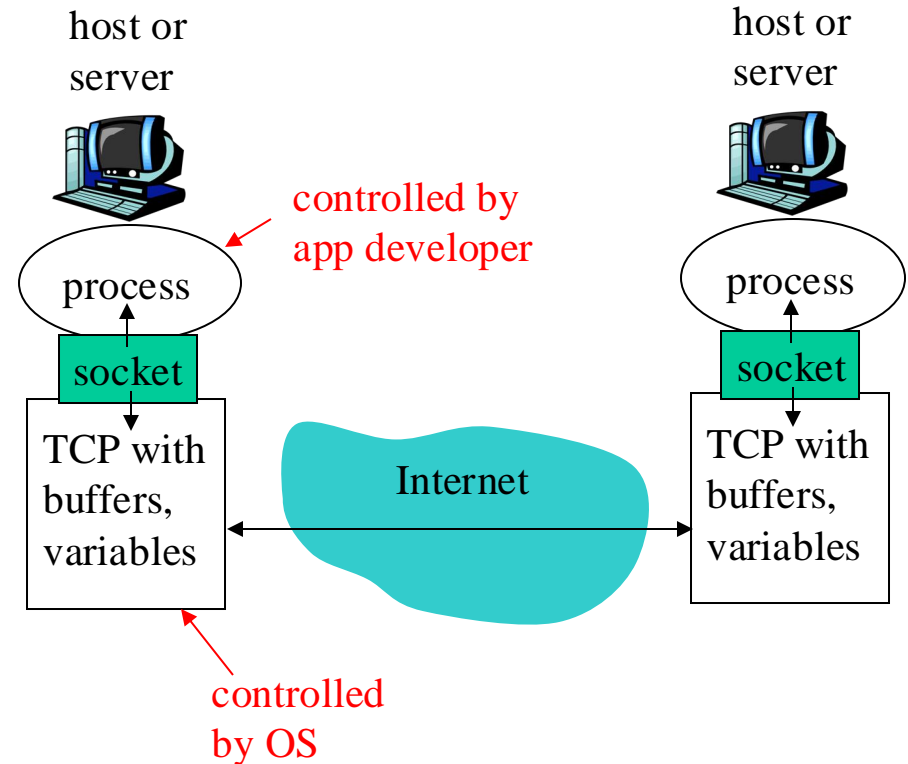 host or
server
host or
server
controlled by
app developer
process
process
socket
socket
TCP with
buffers,
variables
Internet
TCP with
buffers,
variables
controlled
by OS